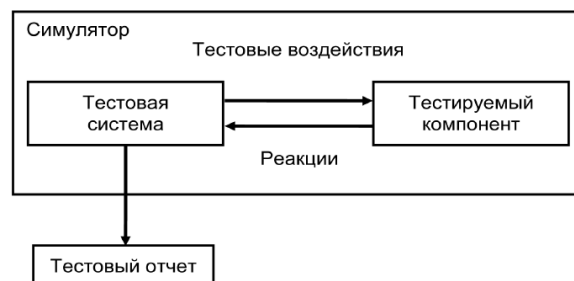 Симулятор
Тестовые воздействия
Тестовая
система
Тестируемый
компонент
Реакции
Тестовый отчет